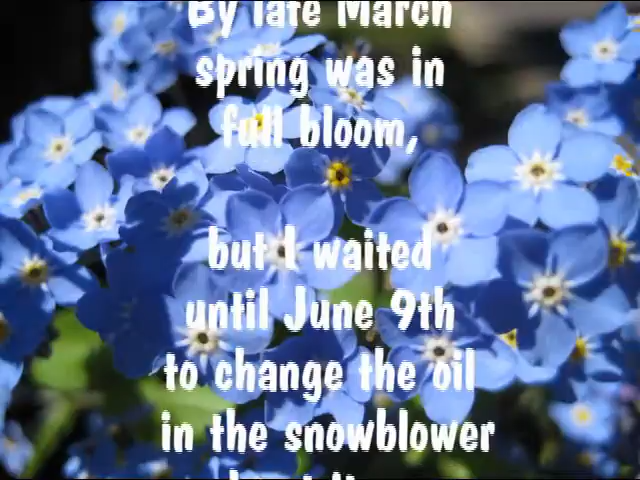 By late March
spring was in
full bloom,
but I waited
until June 9th
to change the oil
in the snowblower